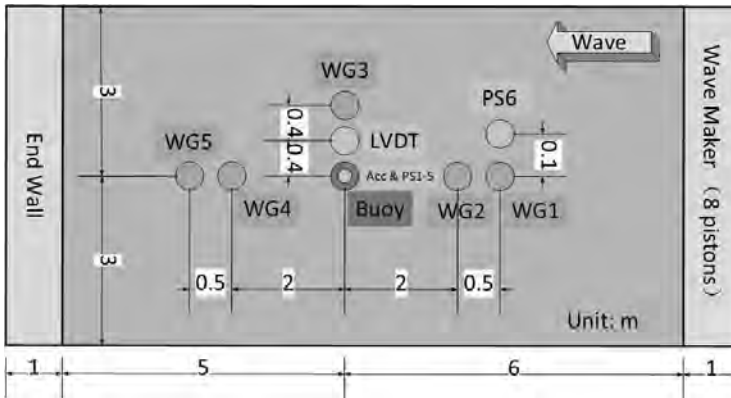 Wave
WG3
PS6
3
0.4
LVDT
0.1
WG5
0.4
Acc & PS1-5
WG4
Buoy
WG2
WG1
End Wall
Wave Maker (8 pistons)
3
0.5
2
2
0.5
Unit: m
1
5
6
1